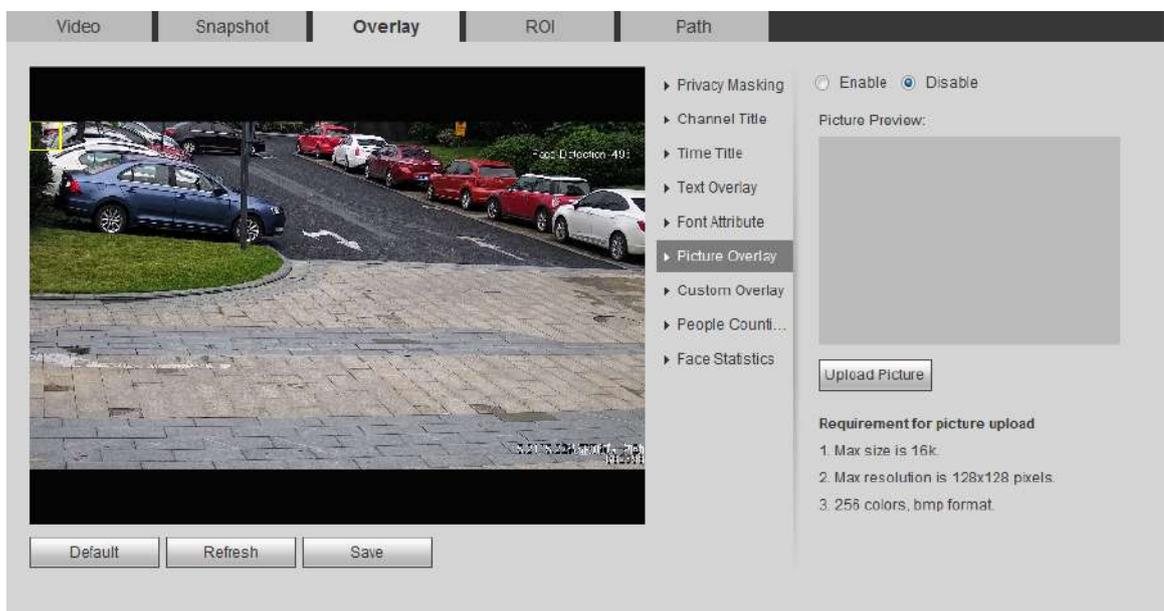 Video Snapshot Overlay ROI Path
Privacy Masking
Channel Title
Time Title
Text Overlay
Font Attribute
Picture Overlay
Custom Overlay
People Counti...
Face Statistics
Enable Disable
Picture Preview:
Face Detection
Upload Picture
Requirement for picture upload
1. Max size is 16k.
2. Max resolution is 128x128 pixels.
3. 256 colors, bmp format.
Default Refresh Save